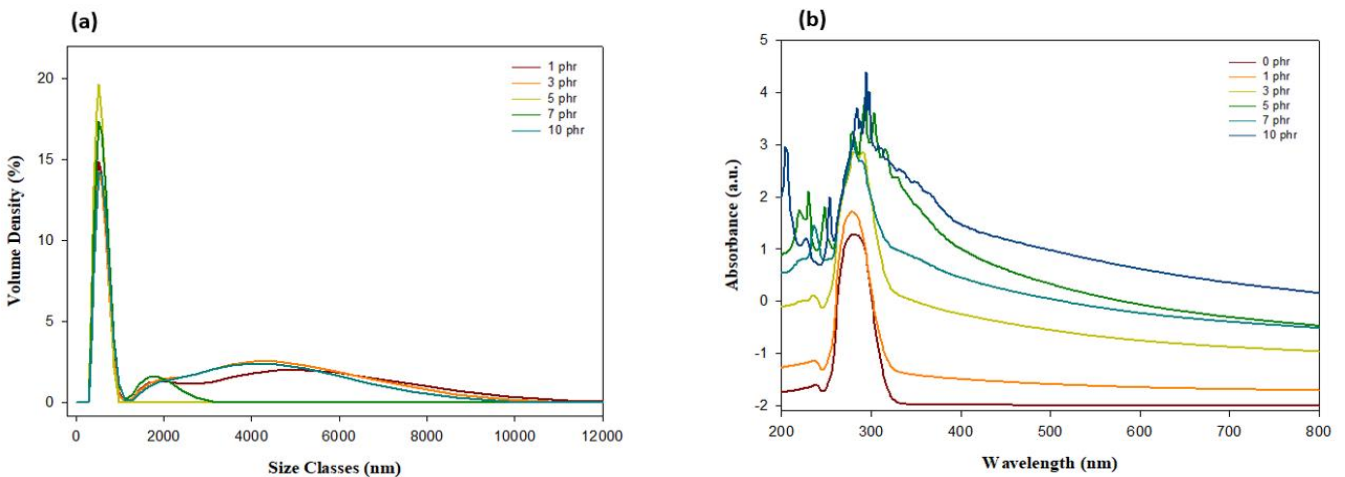 (a)
20
15
10
5
0
Volume Density (%)
1 phr
3 phr
5 phr
7 phr
10 phr
0 2000 4000 6000 8000 10000 12000
Size Classes (nm)
(b)
5
4
3
2
1
0
-1
-2
Absorbance (a.u.)
0 phr
1 phr
3 phr
5 phr
7 phr
10 phr
200 300 400 500 600 700 800
Wavelength (nm)